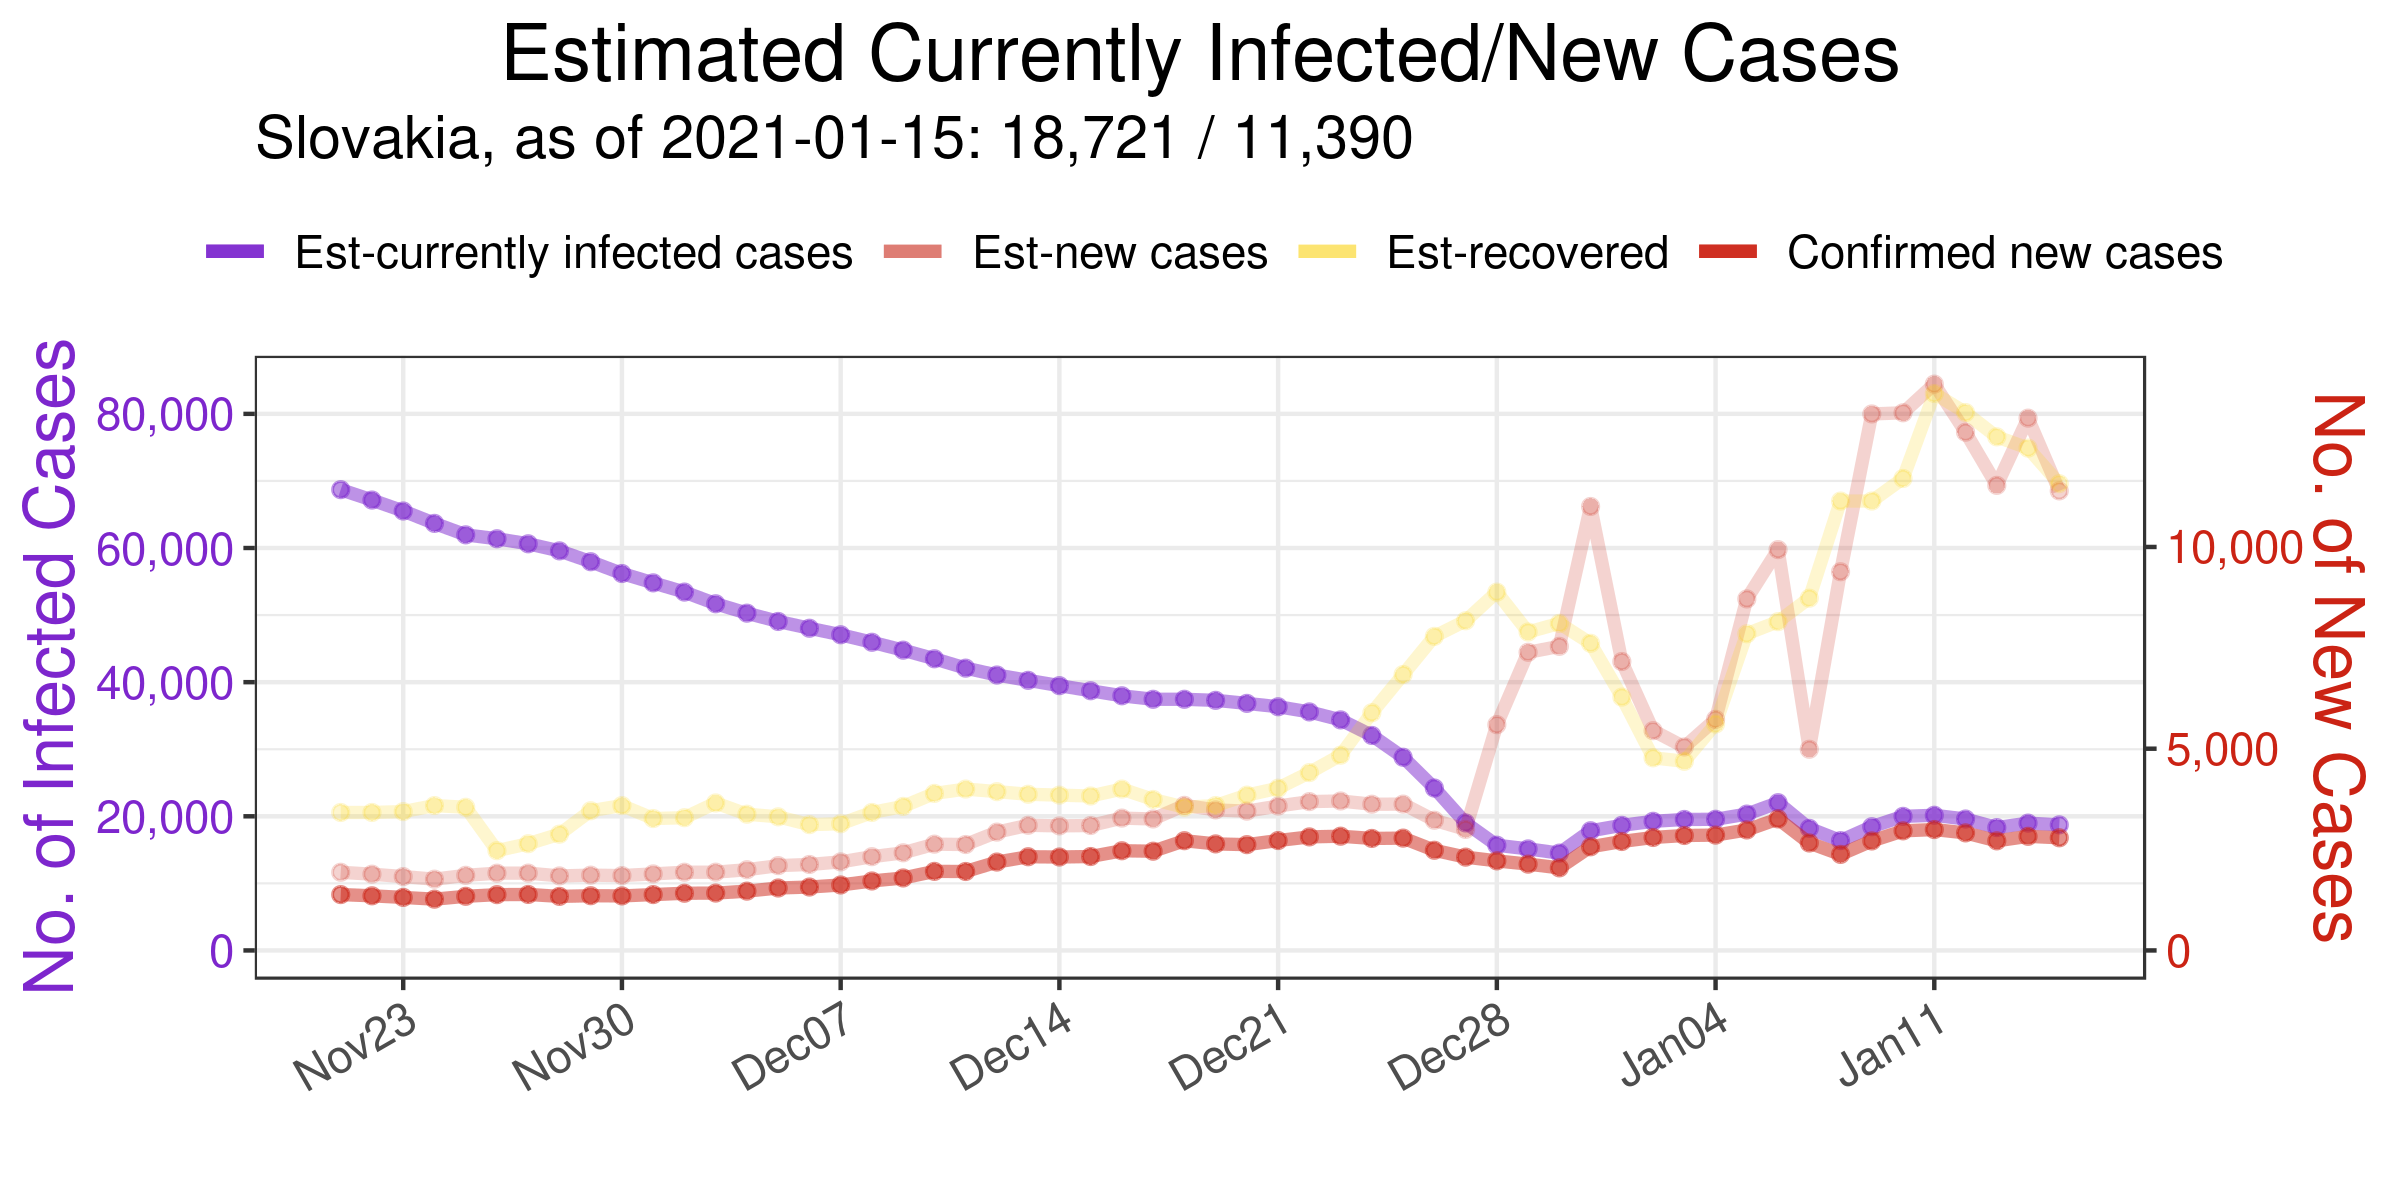 Estimated Currently Infected/New Cases
Slovakia, as of 2021-01-15: 18,721 / 11,390
Est-currently infected cases Est-new cases Est-recovered Confirmed new cases
No. of Infected Cases
80,000
60,000
40,000
20,000
0
10,000
5,000
0
No. of New Cases
Nov23 Nov30 Dec07 Dec14 Dec21 Dec28 Jan04 Jan11